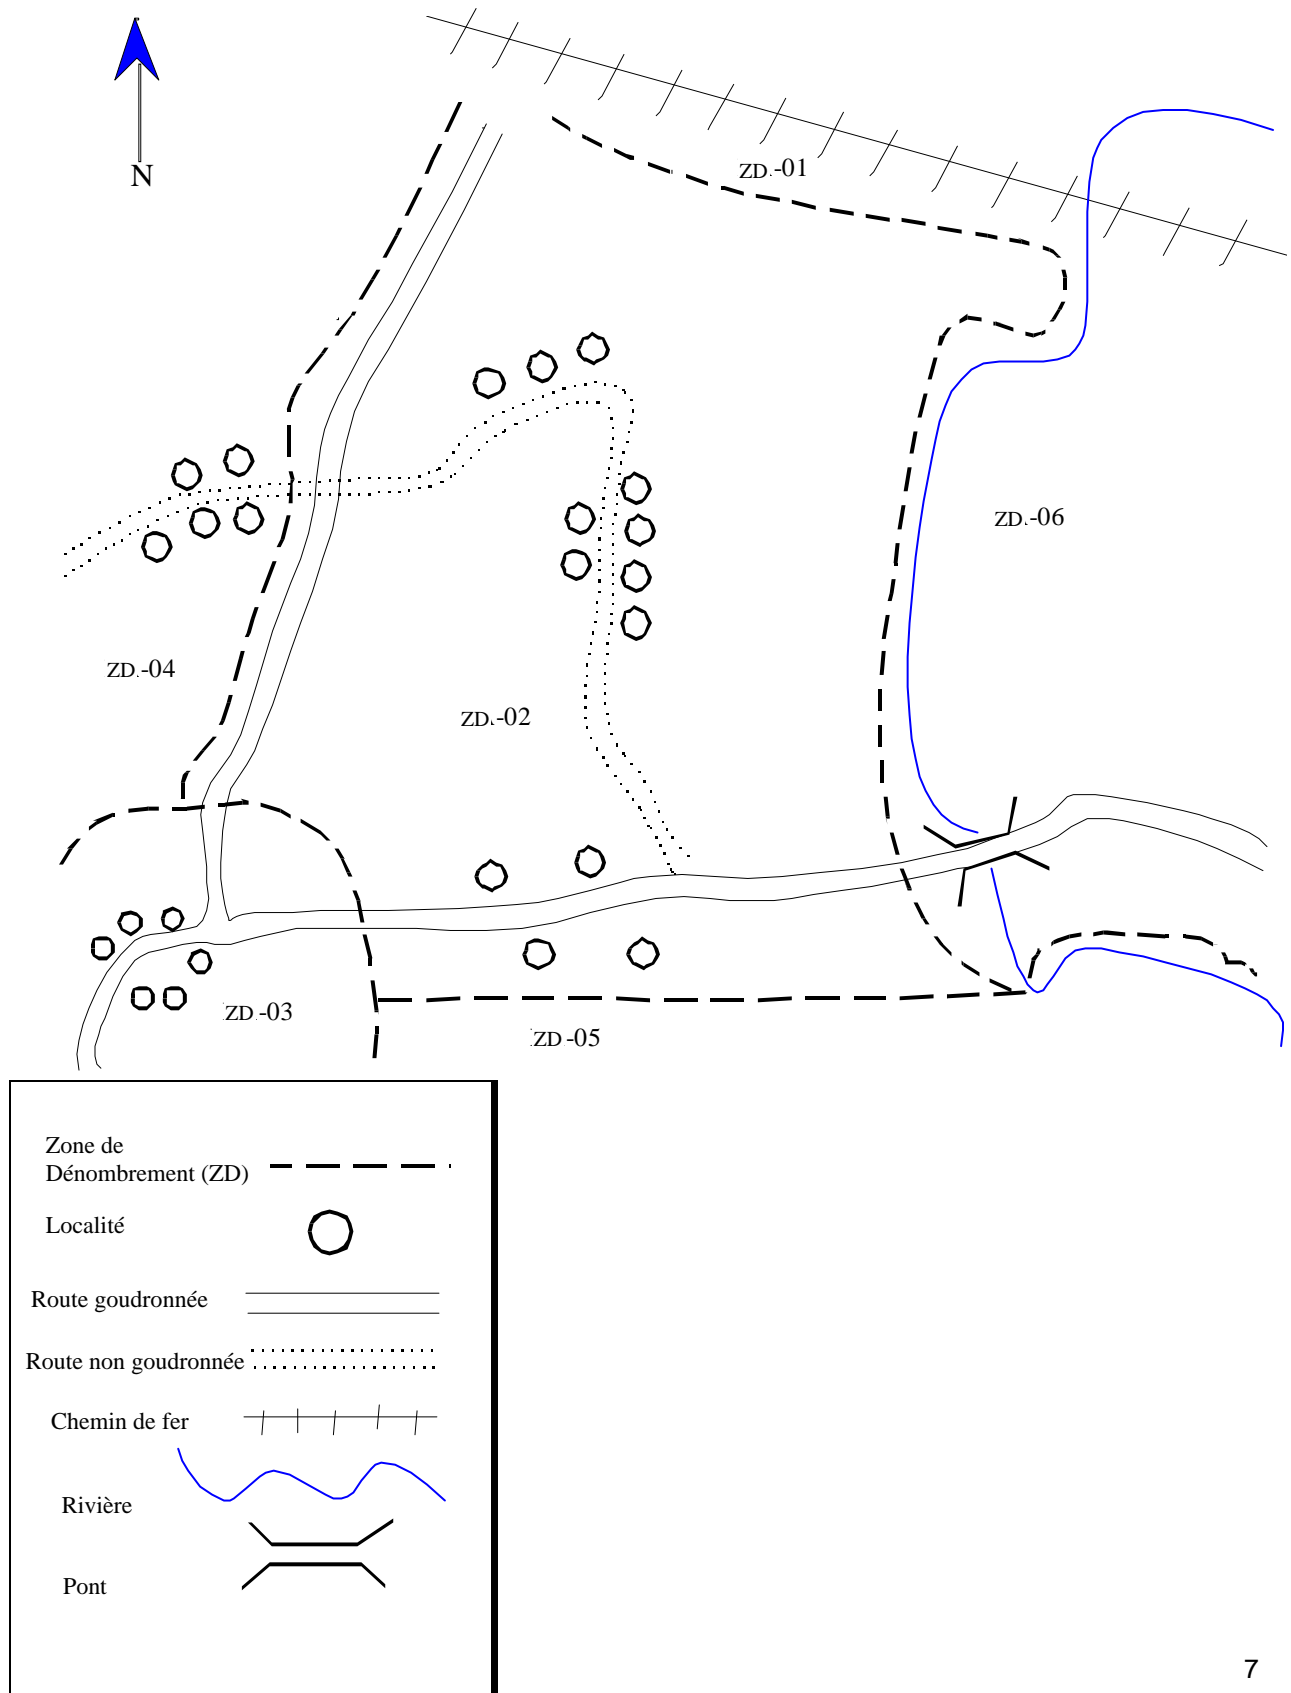 N
ZD.-01
ZD.-06
ZD.-04
ZD.-02
ZD.-03
ZD.-05
Zone de
Dénombrement (ZD)
Localité
Route goudronnée
Route non goudronnée
Chemin de fer
Rivière
Pont
7